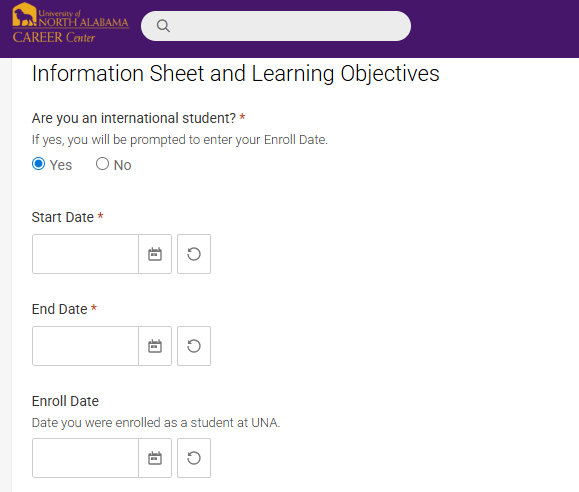 University of
NORTH ALABAMA
CAREER Center
Information Sheet and Learning Objectives
Are you an international student? *
If yes, you will be prompted to enter your Enroll Date.
Yes No
Start Date *
End Date *
Enroll Date
Date you were enrolled as a student at UNA.